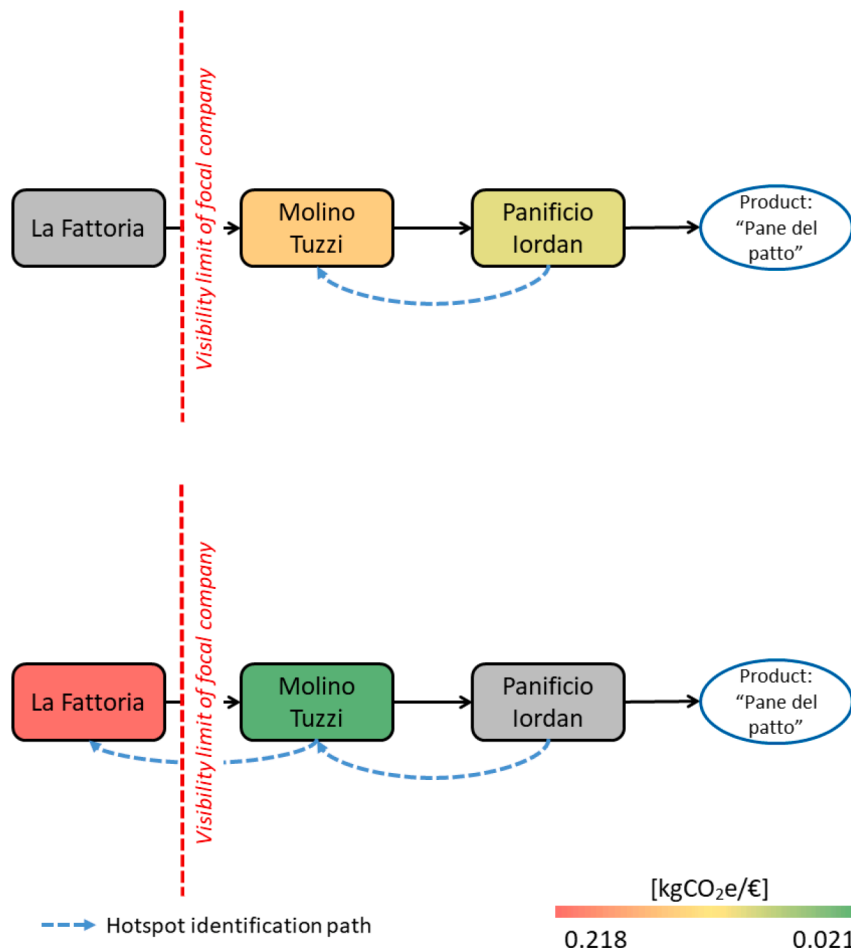 Visibility limit of focal company
La Fattoria
Molino
Tuzzi
Panificio
Iordan
Product:
“Pane del
patto”
Visibility limit of focal company
La Fattoria
Molino
Tuzzi
Panificio
Iordan
Product:
“Pane del
patto”
Hotspot identification path
[kgCO₂e/€]
0.218
0.021